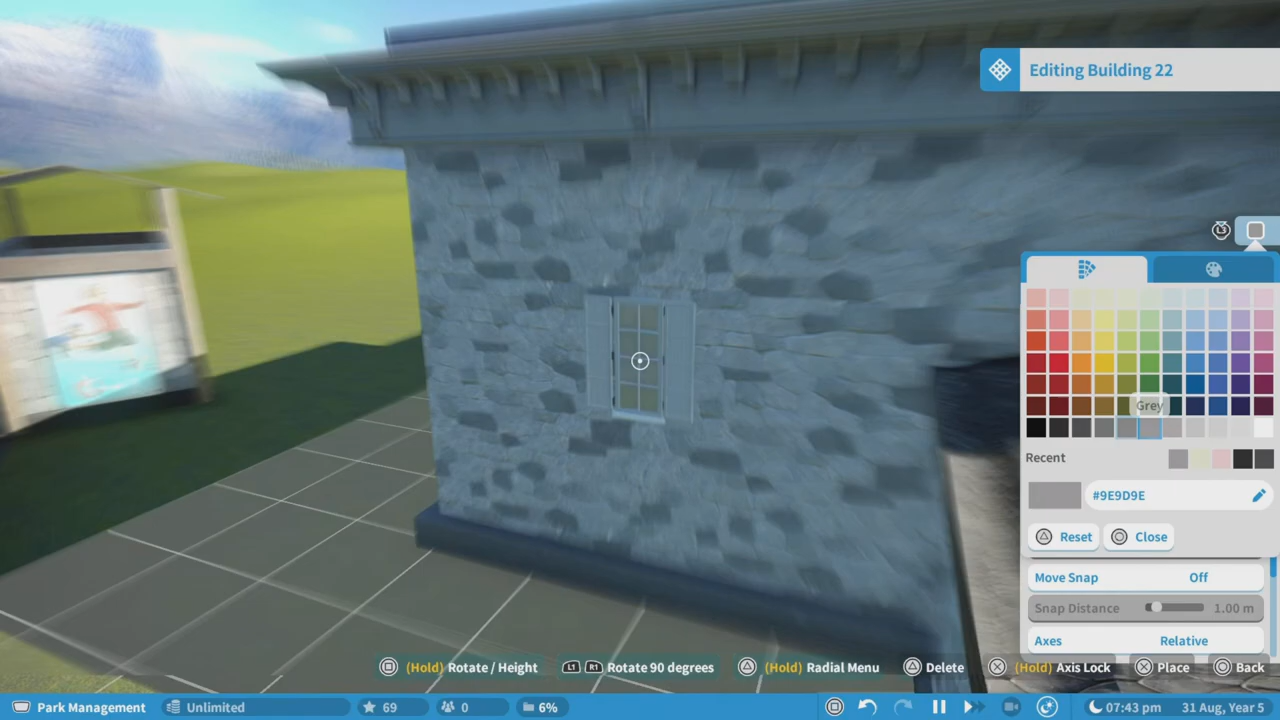 Editing Building 22
Grey
Recent
#9E9D9E
Reset
Close
Move Snap Off
Snap Distance 1.00 m
Axes Relative
(Hold) Rotate / Height
L1 R1 Rotate 90 degrees
(Hold) Radial Menu
Delete
(Hold) Axis Lock
Place
Back
Park Management
Unlimited
69
0
6%
07:43 pm
31 Aug, Year 5